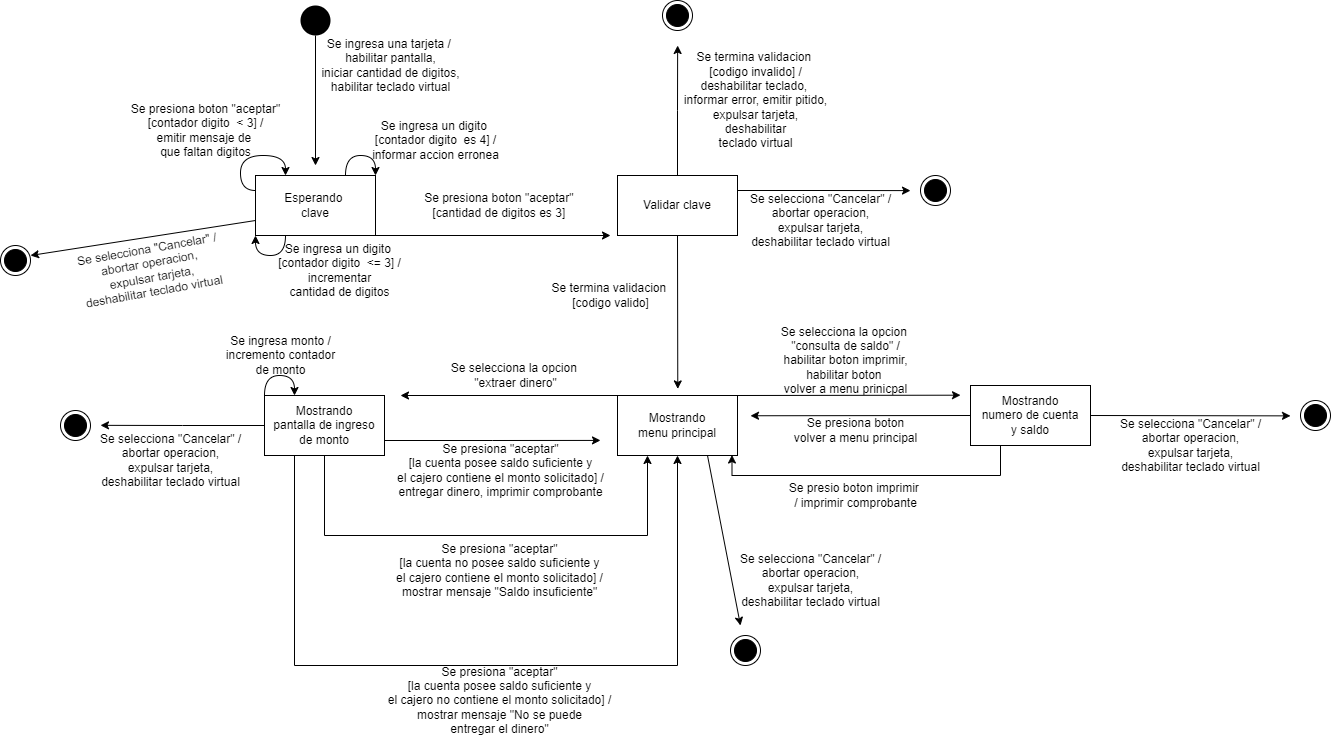 Se ingresa una tarjeta /
habilitar pantalla,
iniciar cantidad de digitos,
habilitar teclado virtual
Se termina validacion
[codigo invalido] /
deshabilitar teclado,
informar error, emitir pitido,
expulsar tarjeta,
deshabilitar
teclado virtual
Se presiona boton "aceptar"
[contador digito  < 3] /
emitir mensaje de
que faltan digitos
Se ingresa un digito
[contador digito  es 4] /
informar accion erronea
Esperando
clave
Se presiona boton "aceptar"
[cantidad de digitos es 3]
Validar clave
Se selecciona "Cancelar" /
abortar operacion,
expulsar tarjeta,
deshabilitar teclado virtual
Se selecciona "Cancelar" /
abortar operacion,
expulsar tarjeta,
deshabilitar teclado virtual
Se ingresa un digito
[contador digito  <= 3] /
incrementar
cantidad de digitos
Se termina validacion
[codigo valido]
Se ingresa monto /
incremento contador
de monto
Se selecciona la opcion
"extraer dinero"
Se selecciona la opcion
"consulta de saldo" /
habilitar boton imprimir,
habilitar boton
volver a menu prinicpal
Mostrando
pantalla de ingreso
de monto
Mostrando
menu principal
Mostrando
numero de cuenta
y saldo
Se presiona boton
volver a menu principal
Se selecciona "Cancelar" /
abortar operacion,
expulsar tarjeta,
deshabilitar teclado virtual
Se selecciona "Cancelar" /
abortar operacion,
expulsar tarjeta,
deshabilitar teclado virtual
Se presiona "aceptar"
[la cuenta posee saldo suficiente y
el cajero contiene el monto solicitado] /
entregar dinero, imprimir comprobante
Se presio boton imprimir
/ imprimir comprobante
Se presiona "aceptar"
[la cuenta no posee saldo suficiente y
el cajero contiene el monto solicitado] /
mostrar mensaje "Saldo insuficiente"
Se selecciona "Cancelar" /
abortar operacion,
expulsar tarjeta,
deshabilitar teclado virtual
Se presiona "aceptar"
[la cuenta posee saldo suficiente y
el cajero no contiene el monto solicitado] /
mostrar mensaje "No se puede
entregar el dinero"